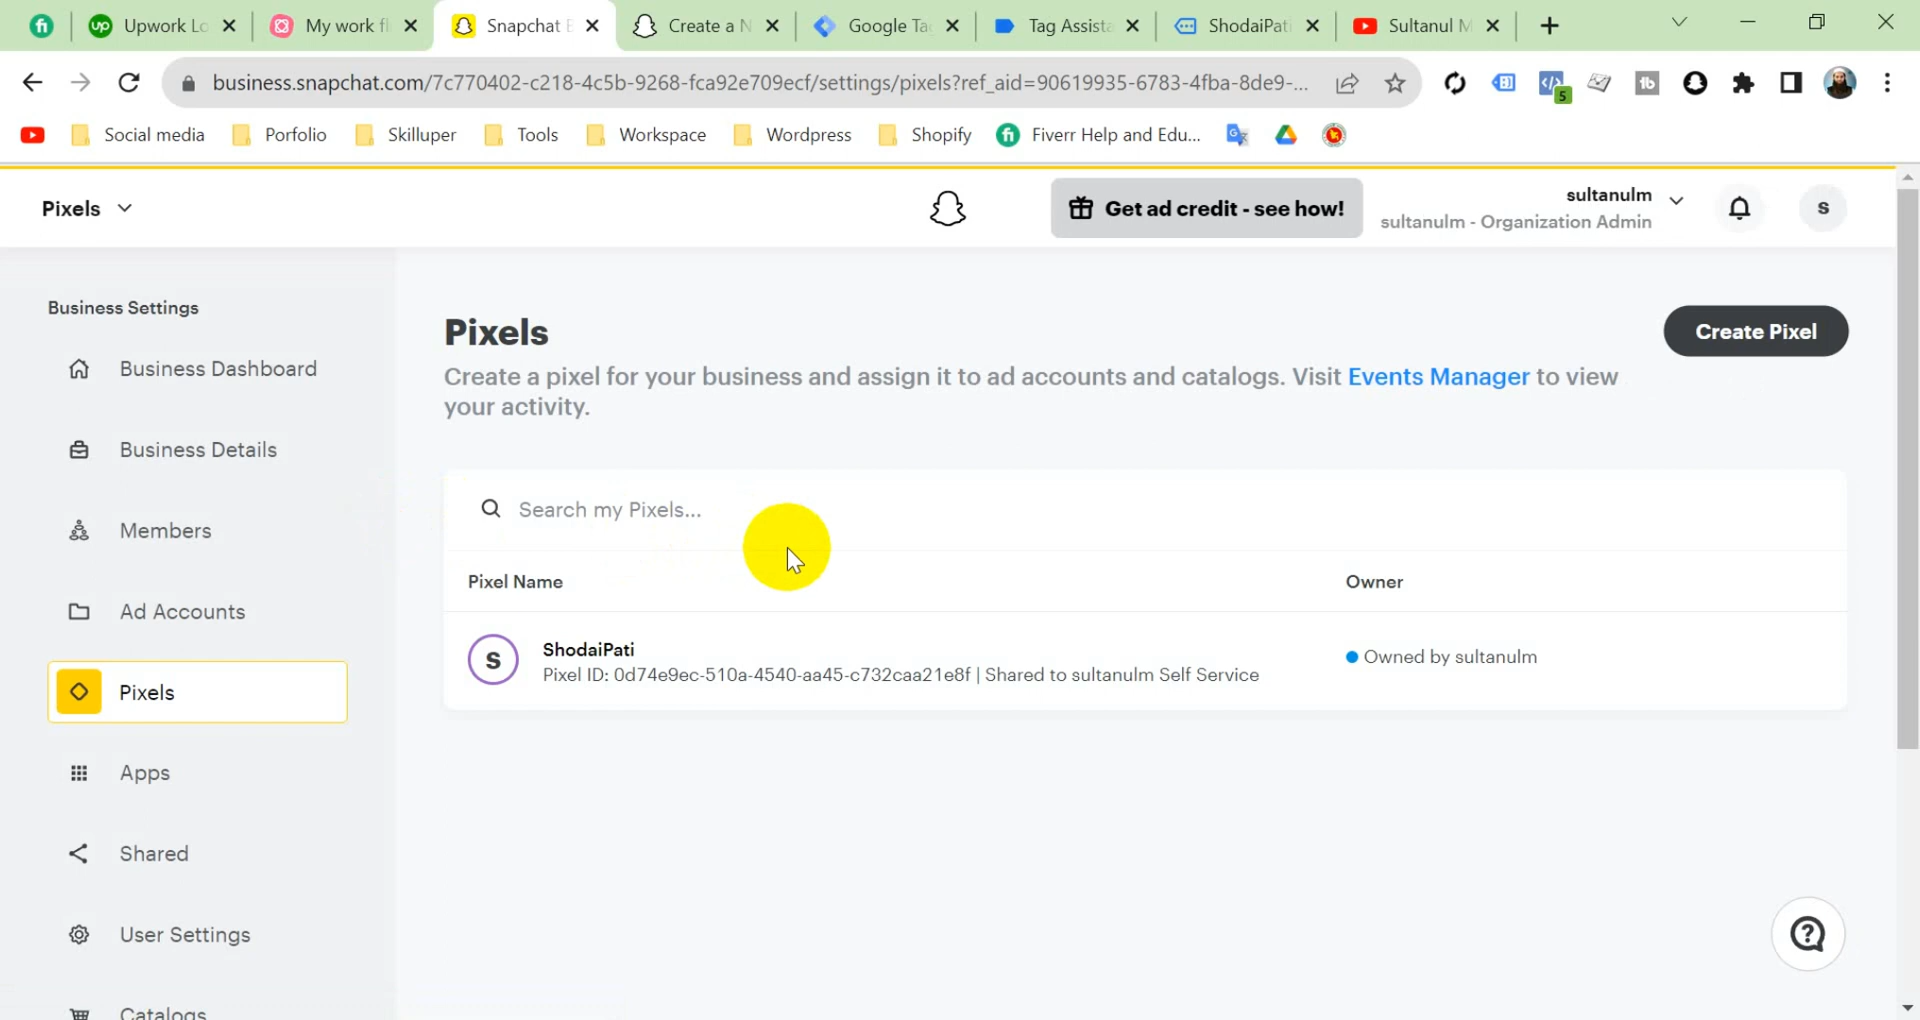 Upwork Lo
My work fl
Snapchat B
Create a N
Google Ta
Tag Assista
ShodaiPati
Sultanul M
business.snapchat.com/7c770402-c218-4c5b-9268-fca92e709ecf/settings/pixels?ref_aid=90619935-6783-4fba-8de9-...
5
Social media
Porfolio
Skilluper
Tools
Workspace
Wordpress
Shopify
Fiverr Help and Edu...
Pixels
Get ad credit - see how!
sultanulm
sultanulm - Organization Admin
S
Business Settings
Business Dashboard
Business Details
Members
Ad Accounts
Pixels
Apps
Shared
User Settings
Catalogs
Pixels
Create Pixel
Create a pixel for your business and assign it to ad accounts and catalogs. Visit Events Manager to view
your activity.
Search my Pixels...
Pixel Name
Owner
S
ShodaiPati
Pixel ID: 0d74e9ec-510a-4540-aa45-c732caa21e8f | Shared to sultanulm Self Service
Owned by sultanulm